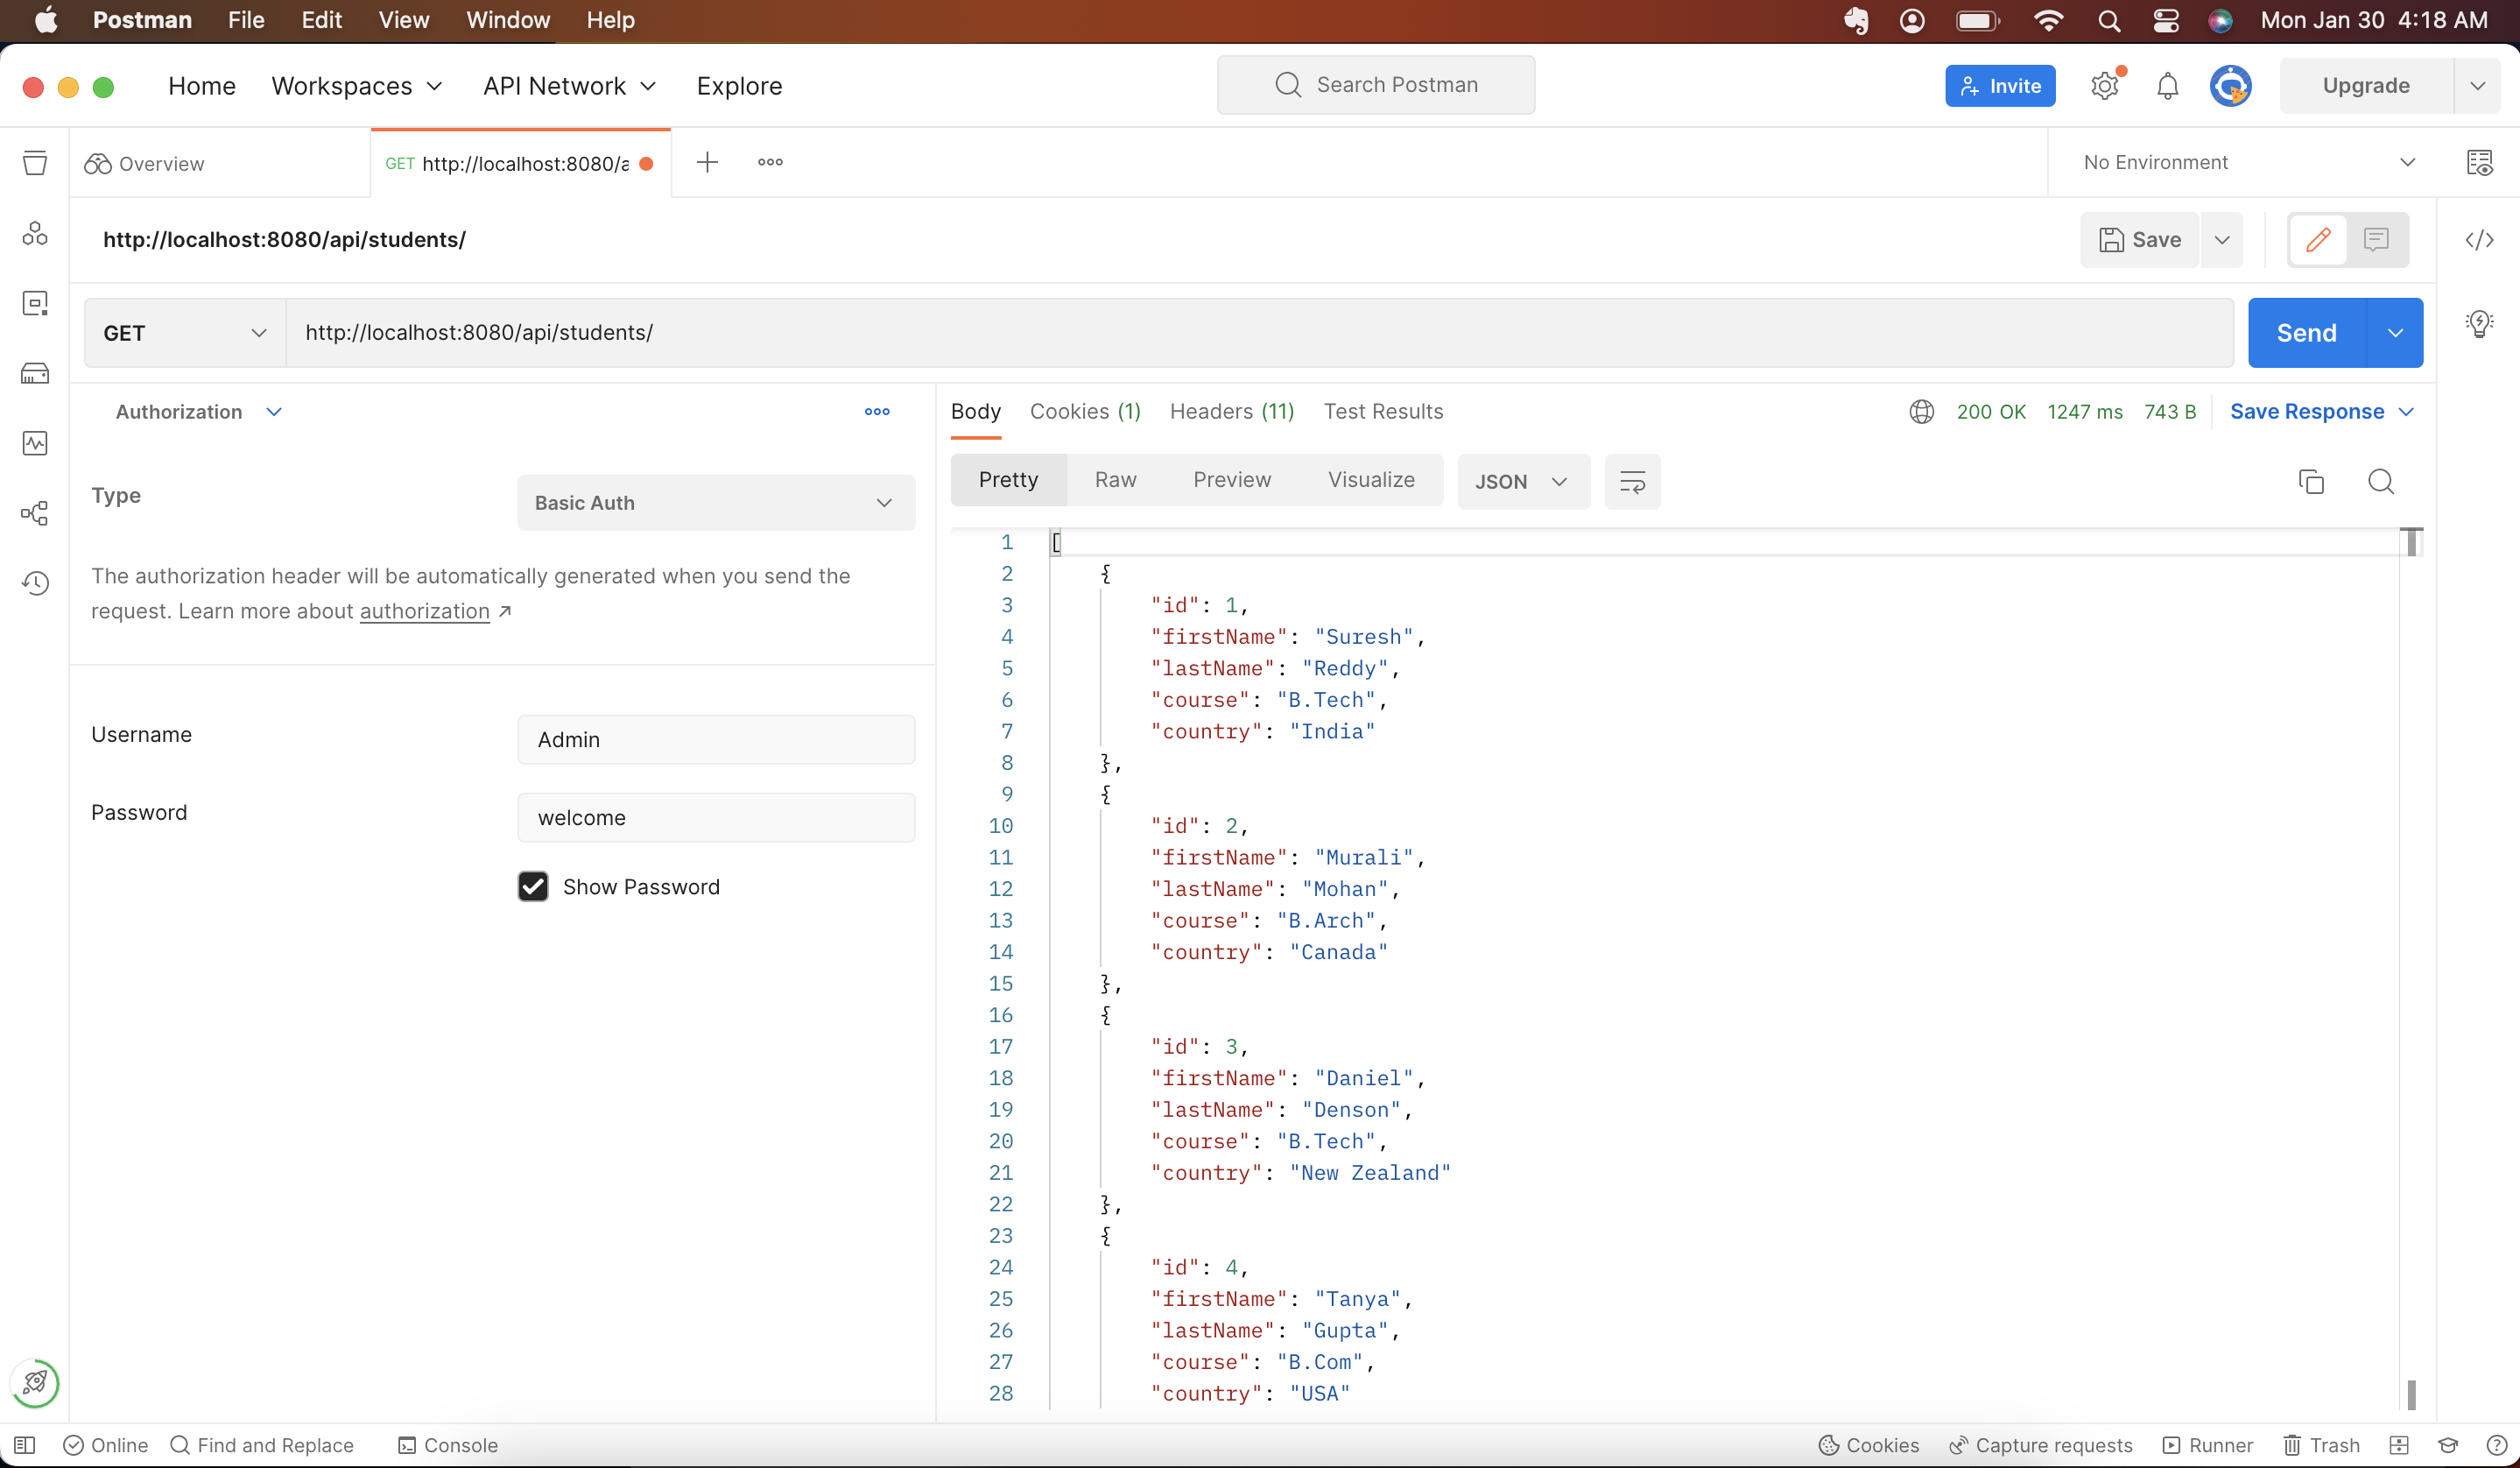 Postman File Edit View Window Help Mon Jan 30 4:18 AM
Home Workspaces API Network Explore Search Postman Invite Upgrade
Overview GET http://localhost:8080/a No Environment
http://localhost:8080/api/students/ Save
GET http://localhost:8080/api/students/ Send
Authorization
Type Basic Auth
The authorization header will be automatically generated when you send the
request. Learn more about authorization ↗
Username Admin
Password welcome
Show Password
Body Cookies (1) Headers (11) Test Results 200 OK 1247 ms 743 B Save Response
Pretty Raw Preview Visualize JSON
1 [
2 {
3 "id": 1,
4 "firstName": "Suresh",
5 "lastName": "Reddy",
6 "course": "B.Tech",
7 "country": "India"
8 },
9 {
10 "id": 2,
11 "firstName": "Murali",
12 "lastName": "Mohan",
13 "course": "B.Arch",
14 "country": "Canada"
15 },
16 {
17 "id": 3,
18 "firstName": "Daniel",
19 "lastName": "Denson",
20 "course": "B.Tech",
21 "country": "New Zealand"
22 },
23 {
24 "id": 4,
25 "firstName": "Tanya",
26 "lastName": "Gupta",
27 "course": "B.Com",
28 "country": "USA"
Online Find and Replace Console Cookies Capture requests Runner Trash